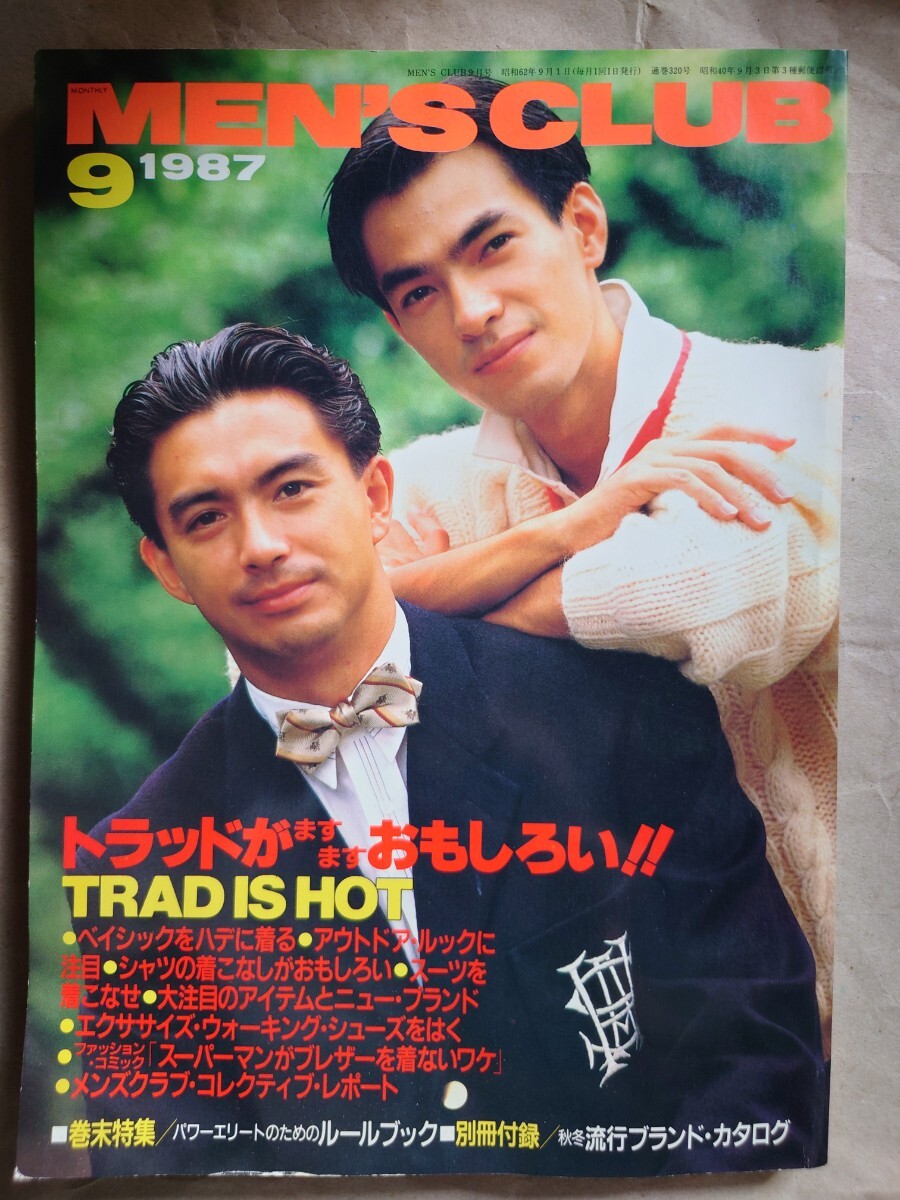 MEN'S CLUB 9月号 昭和62年9月1日(毎月1回1日発行) 通巻320号 昭和40年9月3日第3種郵便認可
MONTHLY
MEN'S CLUB
9 1987
トラッドがますますおもしろい!!
TRAD IS HOT
●ベイシックをハデに着る●アウトドア・ルックに
注目●シャツの着こなしがおもしろい●スーツを
着こなせ●大注目のアイテムとニュー・ブランド
●エクササイズ・ウォーキング・シューズをはく
●ファッション・コミック「スーパーマンがブレザーを着ないワケ」
●メンズクラブ・コレクティブ・レポート
■巻末特集/パワーエリートのためのルールブック■別冊付録/秋冬流行ブランド・カタログ